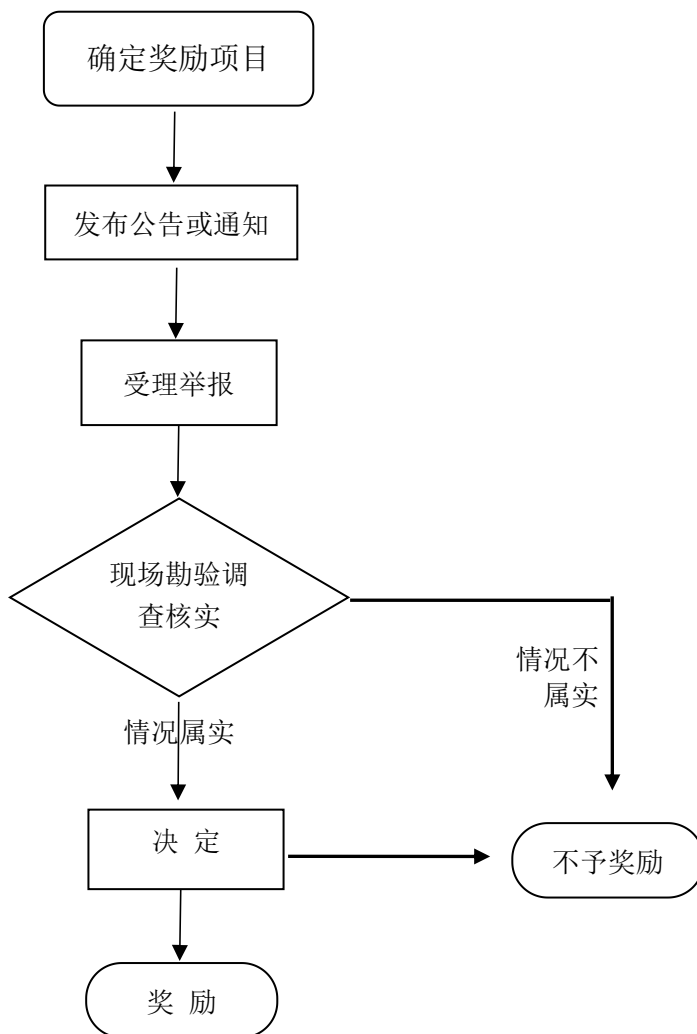 确定奖励项目
发布公告或通知
受理举报
现场勘验调
查核实
情况不
属实
情况属实
决 定
不予奖励
奖 励